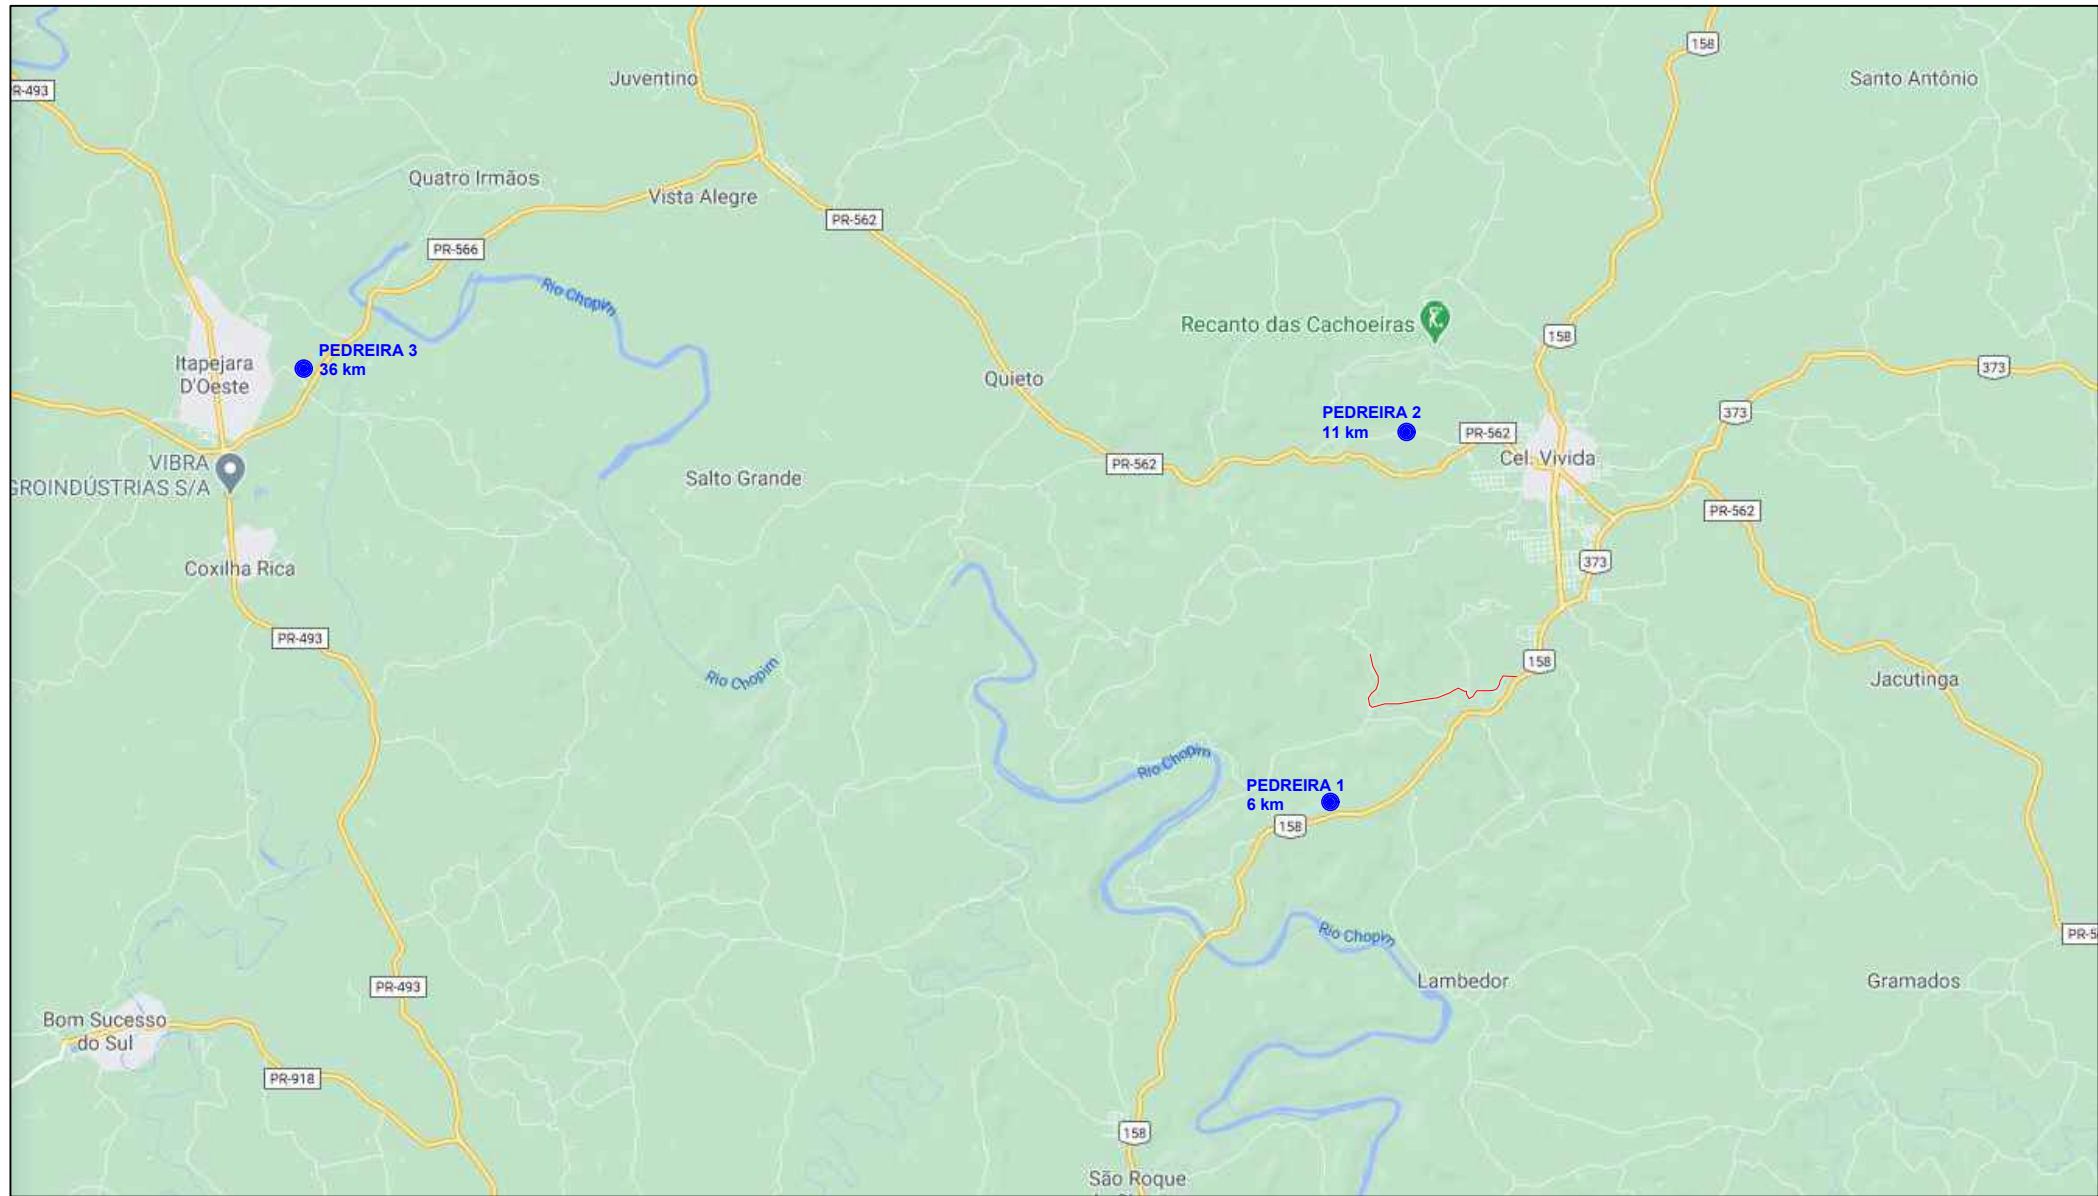 158
Juventino
Santo Antônio
R-493
Quatro Irmãos
Vista Alegre
PR-562
PR-566
Rio Chopim
Recanto das Cachoeiras
158
PEDREIRA 3
36 km
Itapejara
D'Oeste
Quieto
373
PEDREIRA 2
11 km
373
PR-562
PR-562
Cel. Vivida
VIBRA
GROINDÚSTRIAS S/A
Salto Grande
PR-562
Coxilha Rica
373
PR-493
158
Rio Chopim
Jacutinga
Rio Chopim
PEDREIRA 1
6 km
158
Rio Chopim
PR-5
Lambedor
Gramados
PR-493
Bom Sucesso
do Sul
PR-918
158
São Roque